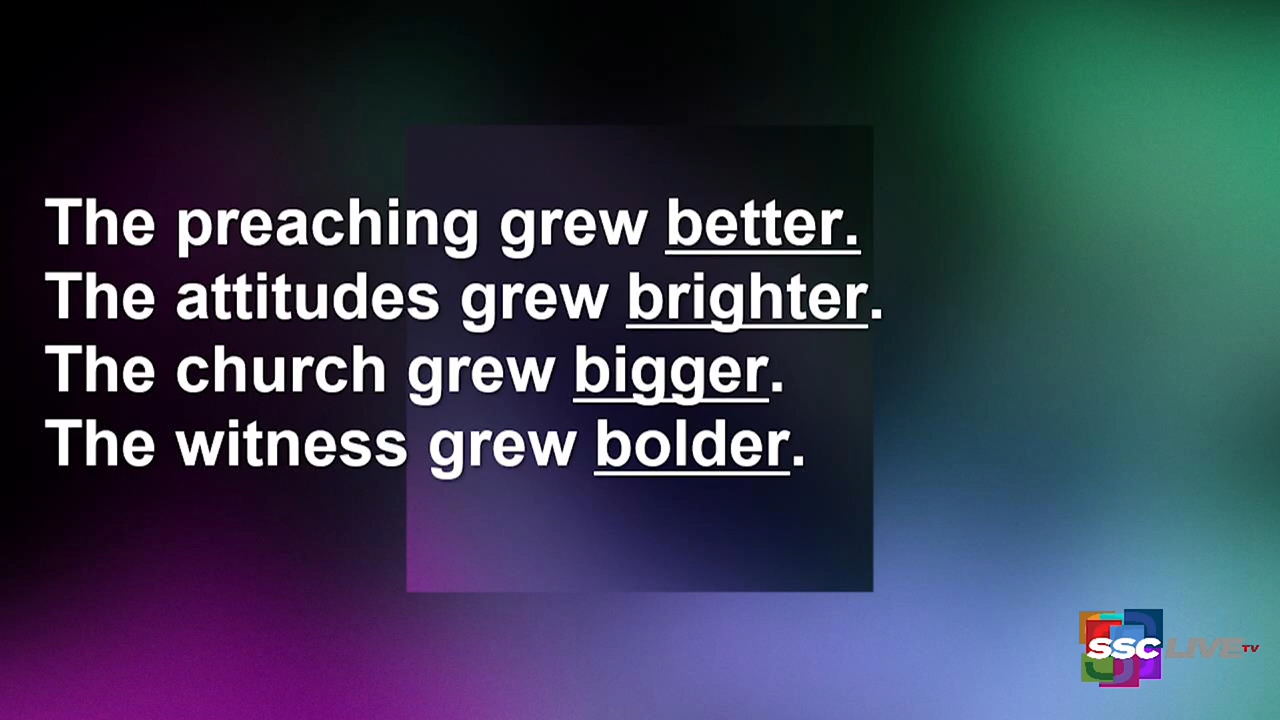 The preaching grew better.
The attitudes grew brighter.
The church grew bigger.
The witness grew bolder.
SSC LIVE TV